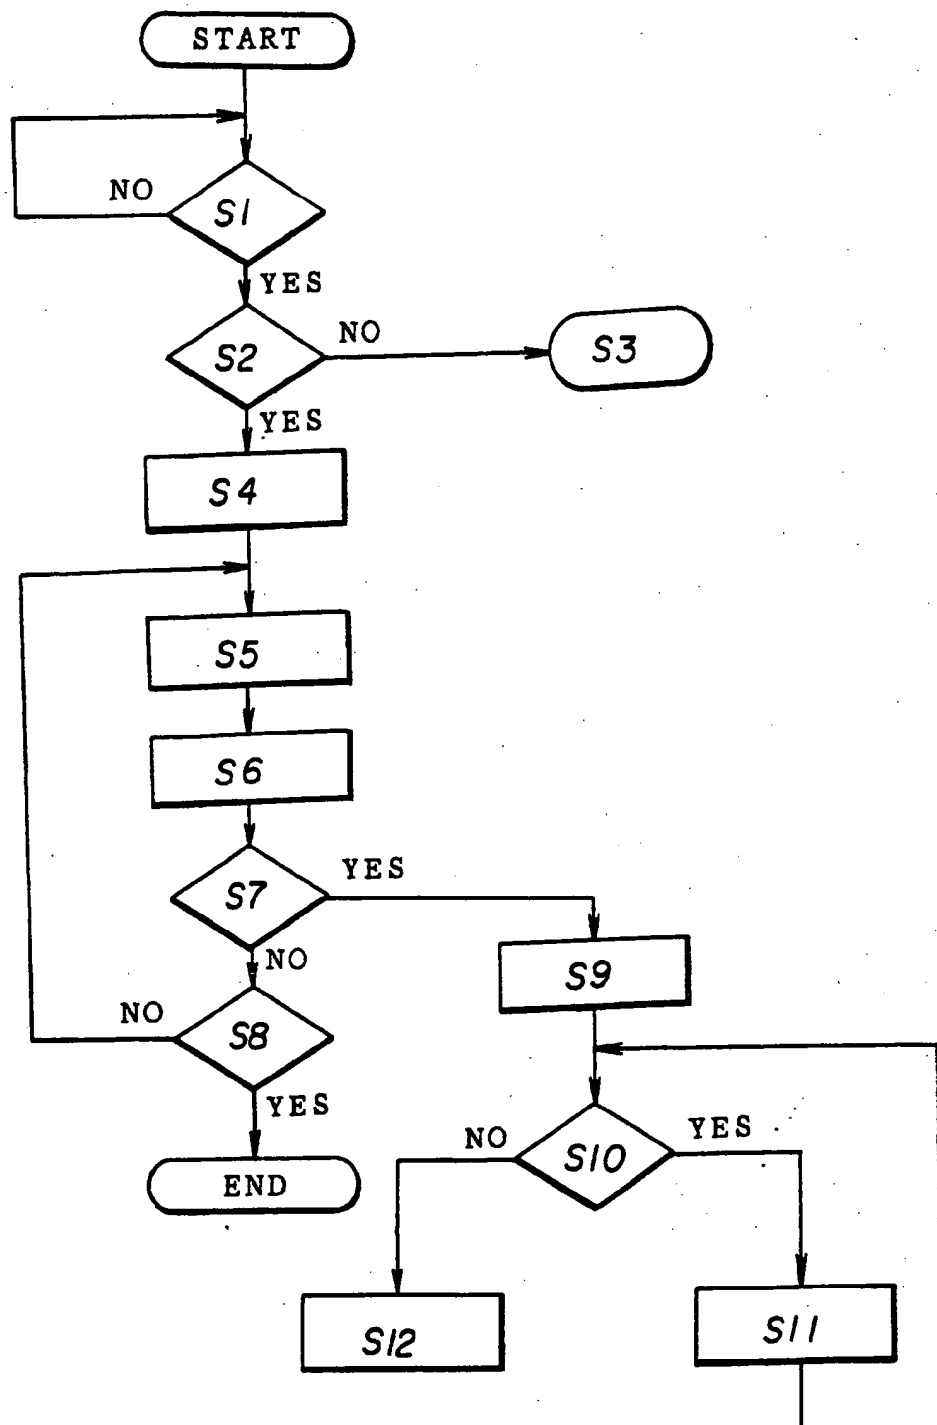 START
NO
S1
YES
S2
NO
S3
YES
S4
S5
S6
S7
YES
NO
S9
NO
S8
YES
NO
S10
YES
END
S12
S11